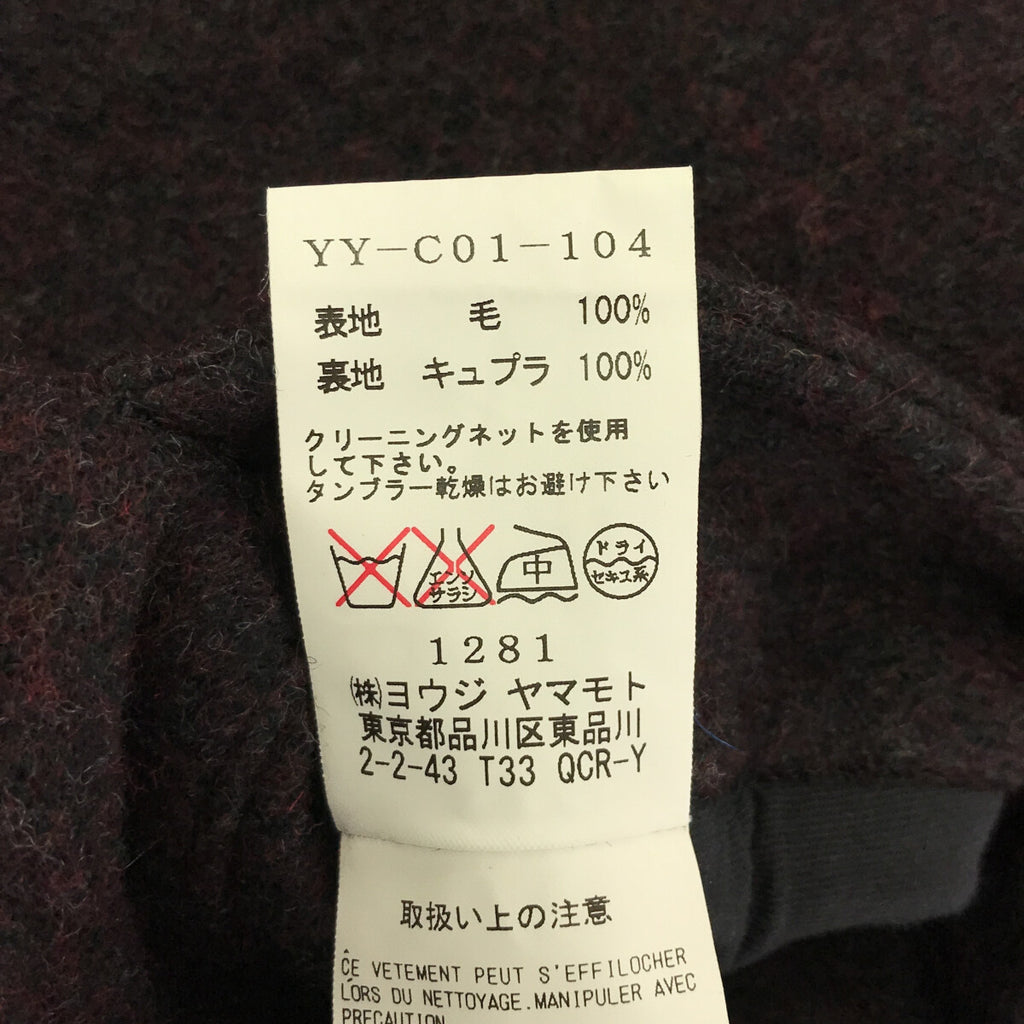 YY-C01-104
表地 毛 100%
裏地 キュプラ 100%
クリーニングネットを使用
して下さい。
タンブラー乾燥はお避け下さい
エンソ
サラシ
中
ドライ
セキユ系
1281
㈱ヨウジ ヤマモト
東京都品川区東品川
2-2-43 T33 QCR-Y
取扱い上の注意
CE VETEMENT PEUT S'EFFILOCHER
LORS DU NETTOYAGE.MANIPULER AVEC
PRECAUTION